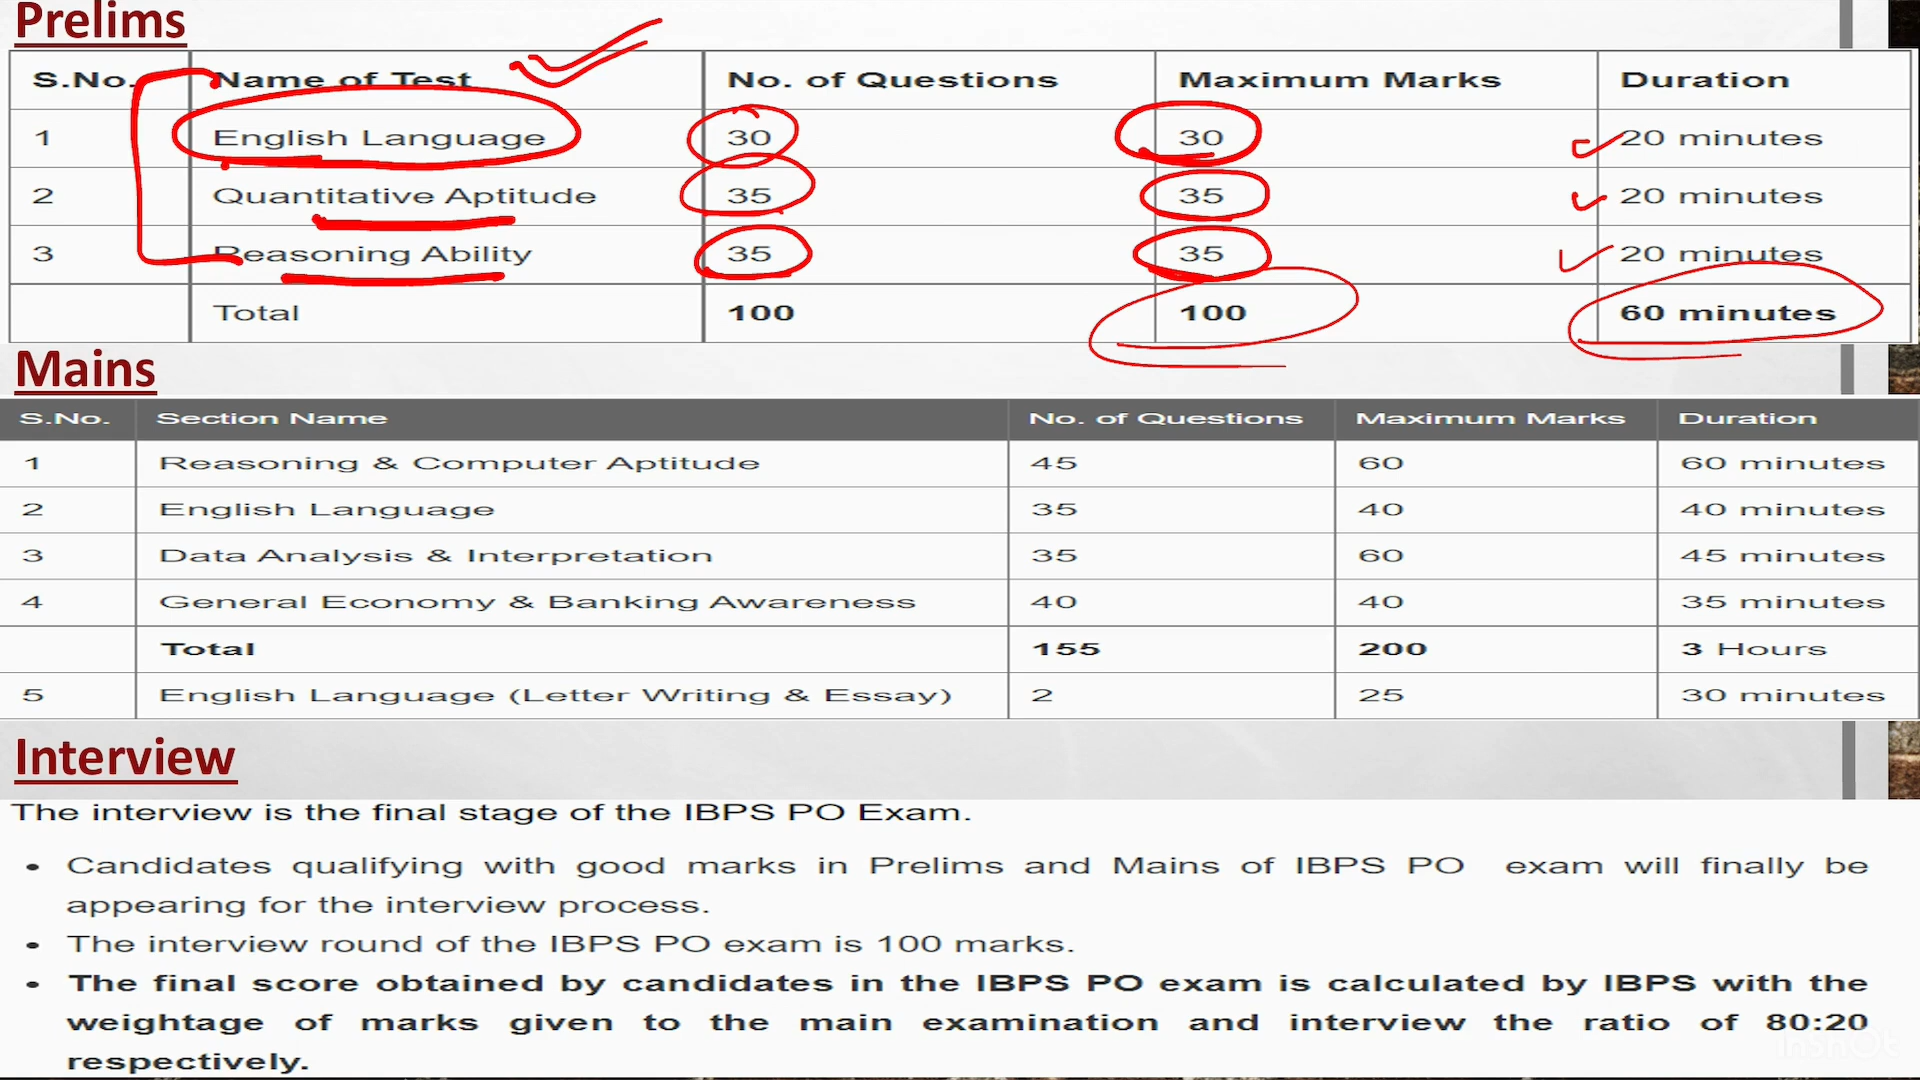 Prelims
S.No. Name of Test No. of Questions Maximum Marks Duration
1 English Language 30 30 20 minutes
2 Quantitative Aptitude 35 35 20 minutes
3 Reasoning Ability 35 35 20 minutes
Total 100 100 60 minutes
Mains
S.No. Section Name No. of Questions Maximum Marks Duration
1 Reasoning & Computer Aptitude 45 60 60 minutes
2 English Language 35 40 40 minutes
3 Data Analysis & Interpretation 35 60 45 minutes
4 General Economy & Banking Awareness 40 40 35 minutes
Total 155 200 3 Hours
5 English Language (Letter Writing & Essay) 2 25 30 minutes
Interview
The interview is the final stage of the IBPS PO Exam.
• Candidates qualifying with good marks in Prelims and Mains of IBPS PO exam will finally be
appearing for the interview process.
• The interview round of the IBPS PO exam is 100 marks.
• The final score obtained by candidates in the IBPS PO exam is calculated by IBPS with the
weightage of marks given to the main examination and interview the ratio of 80:20
respectively.
InShOt